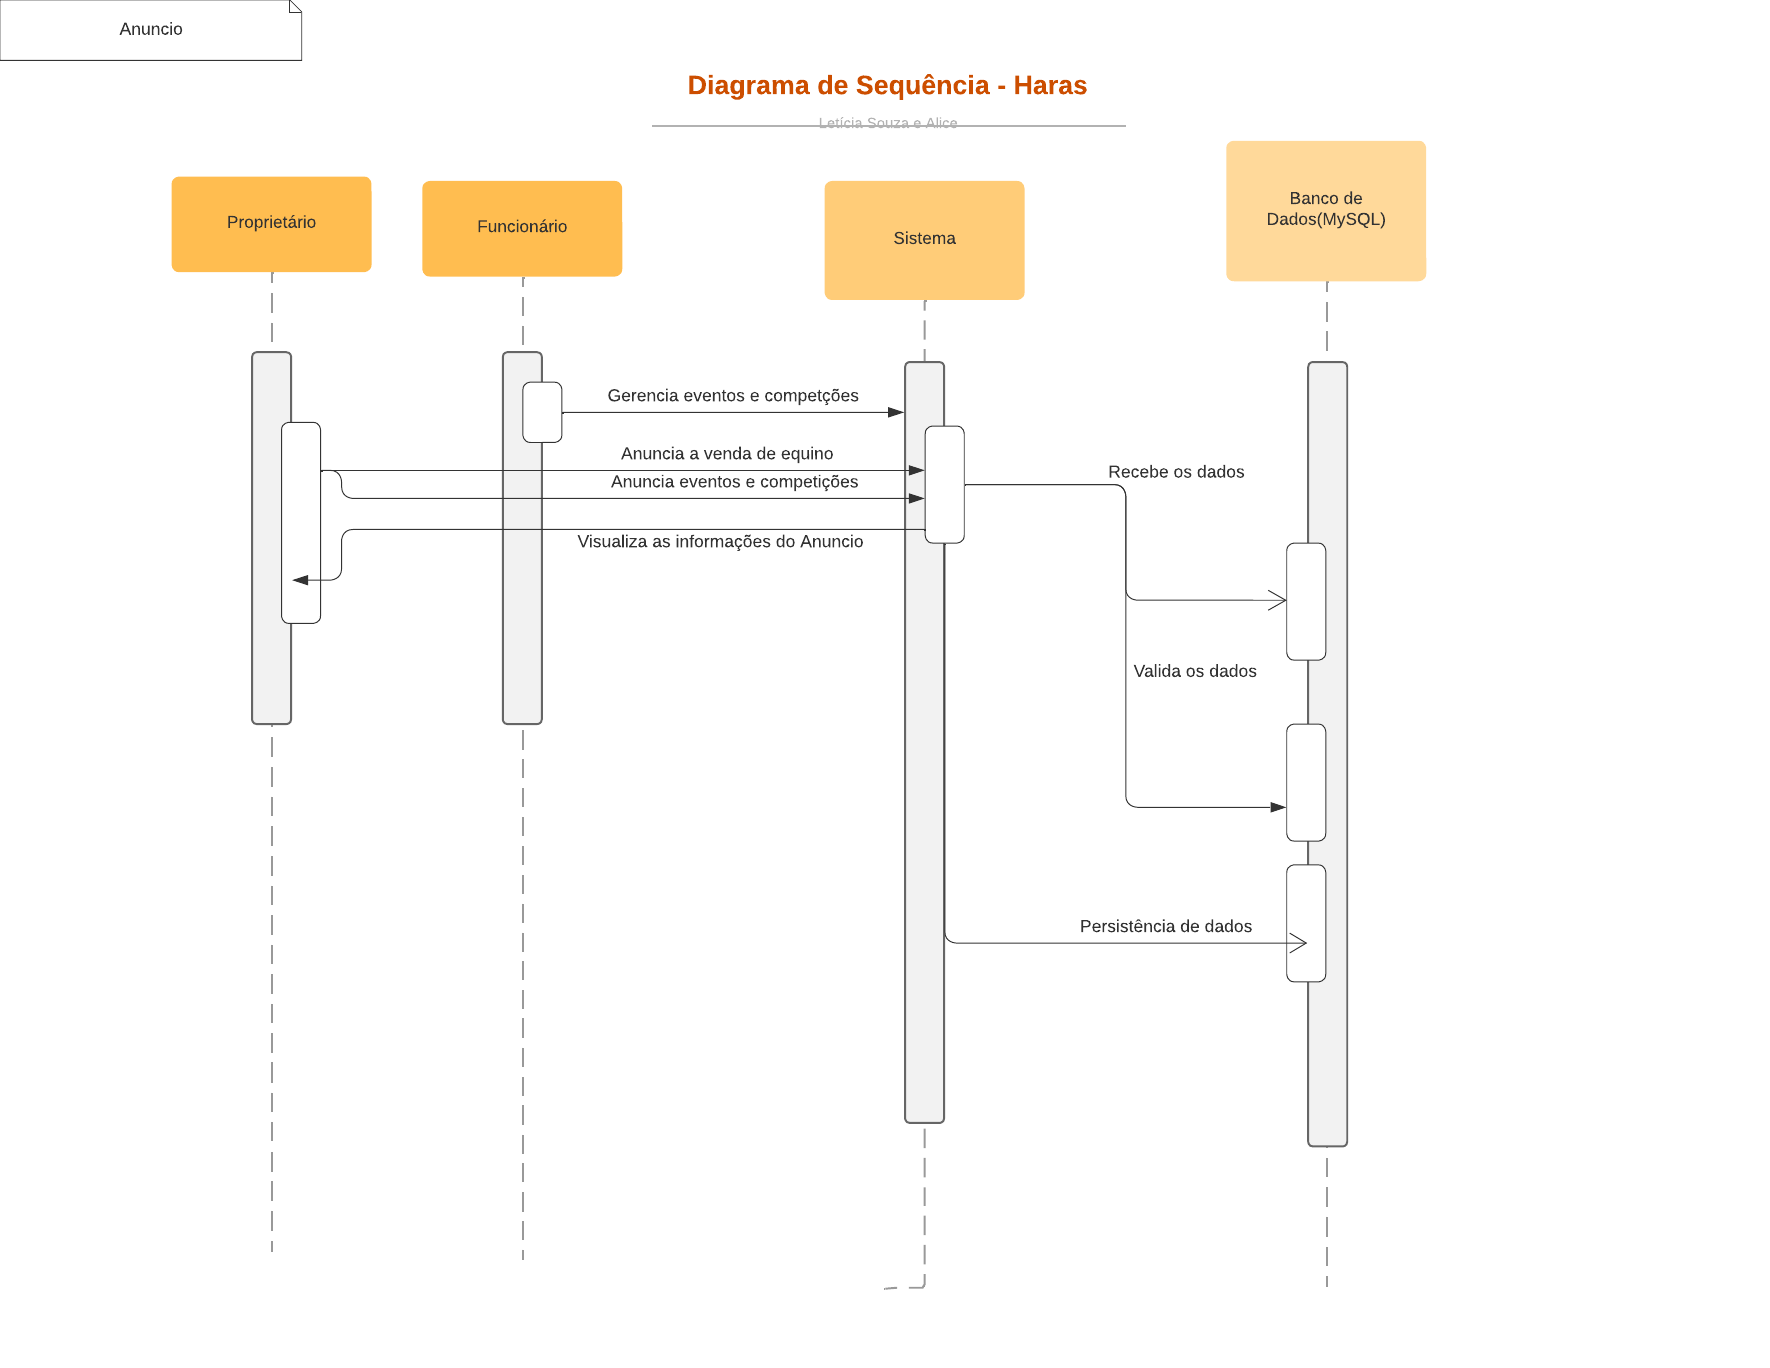 Anuncio
Diagrama de Sequência - Haras
Letícia Souza e Alice
Proprietário
Funcionário
Sistema
Banco de
Dados(MySQL)
Gerencia eventos e competções
Anuncia a venda de equino
Anuncia eventos e competições
Visualiza as informações do Anuncio
Recebe os dados
Valida os dados
Persistência de dados